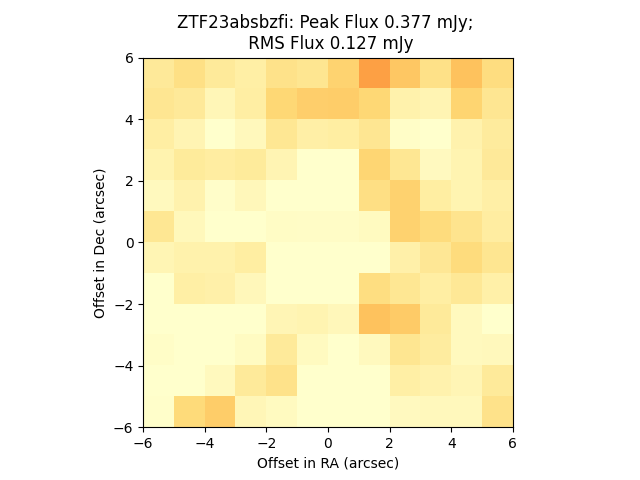 ZTF23absbzfi: Peak Flux 0.377 mJy;
RMS Flux 0.127 mJy
6
4
2
0
−2
−4
−6
Offset in Dec (arcsec)
−6 −4 −2 0 2 4 6
Offset in RA (arcsec)